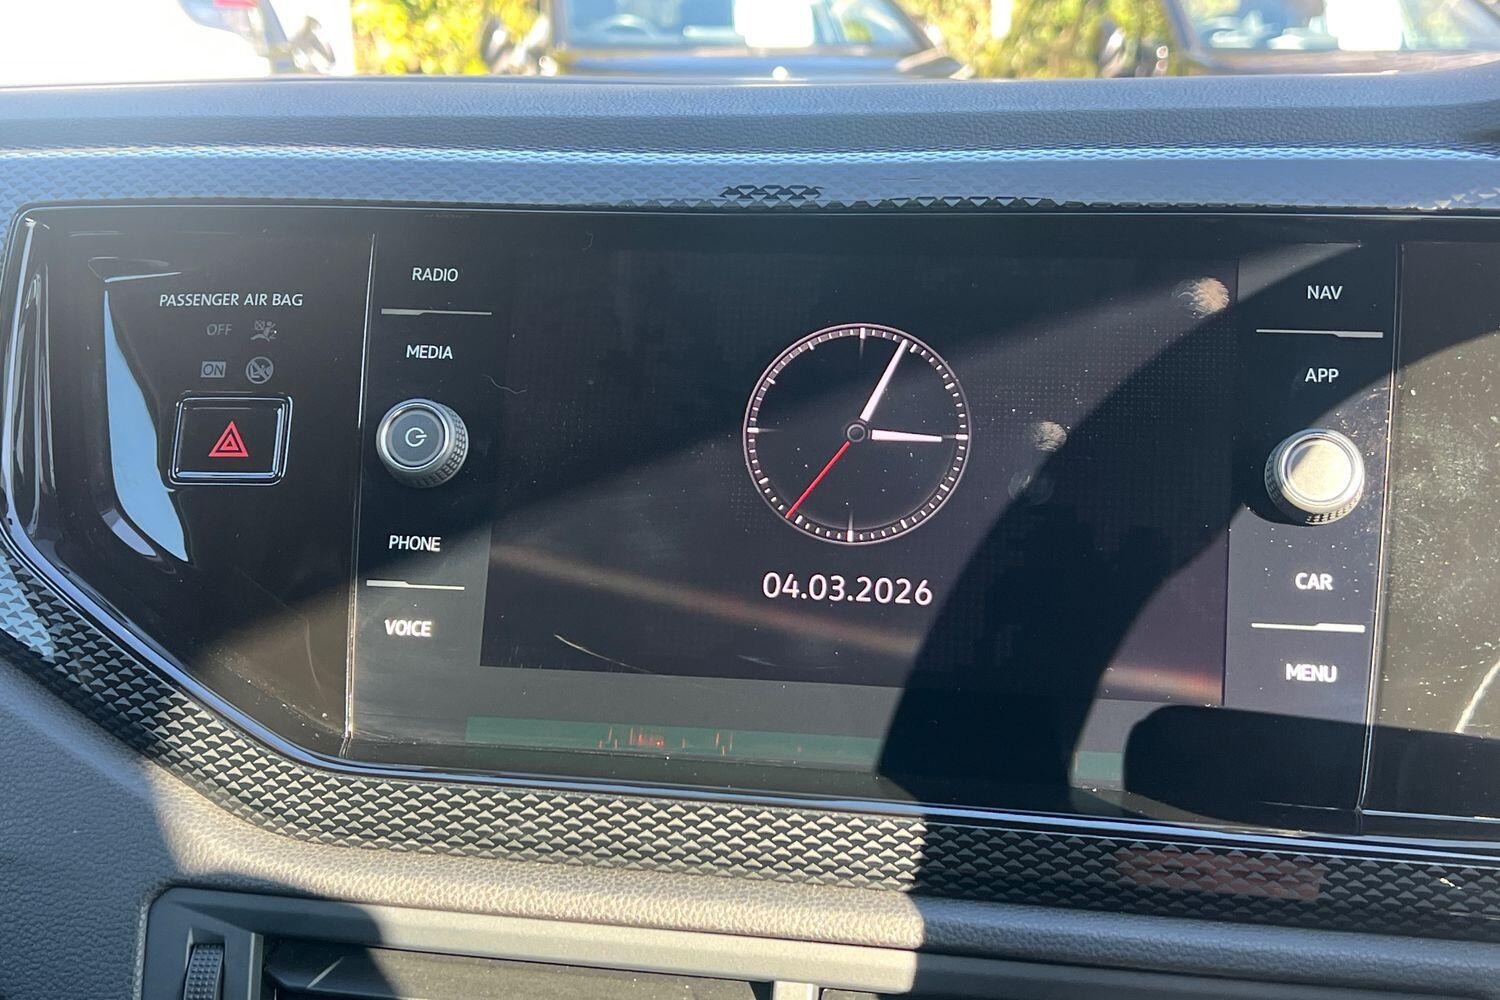 PASSENGER AIR BAG
OFF
ON
RADIO
MEDIA
PHONE
VOICE
04.03.2026
NAV
APP
CAR
MENU